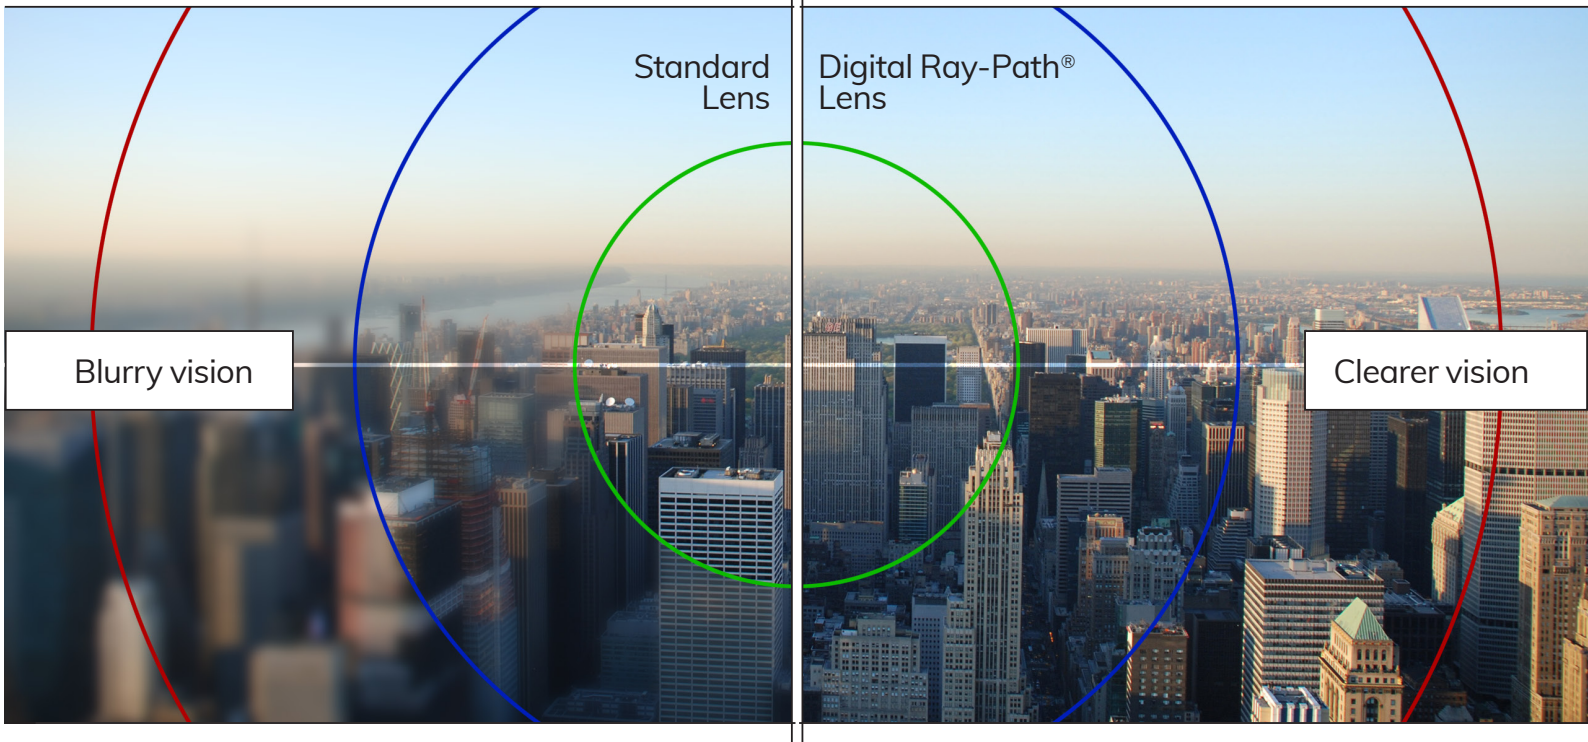 Standard
Lens
Digital Ray-Path®
Lens
Blurry vision
Clearer vision